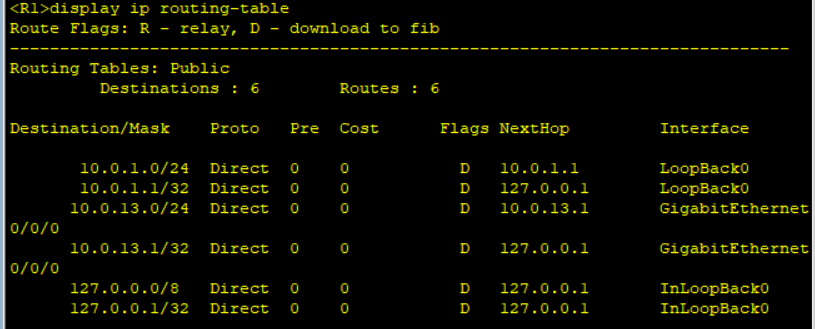 <R1>display ip routing-table
Route Flags: R - relay, D - download to fib
------------------------------------------------------------------------------
Routing Tables: Public
         Destinations : 6        Routes : 6

Destination/Mask    Proto   Pre  Cost      Flags NextHop         Interface

       10.0.1.0/24  Direct  0    0           D   10.0.1.1        LoopBack0
       10.0.1.1/32  Direct  0    0           D   127.0.0.1       LoopBack0
      10.0.13.0/24  Direct  0    0           D   10.0.13.1       GigabitEthernet
0/0/0
      10.0.13.1/32  Direct  0    0           D   127.0.0.1       GigabitEthernet
0/0/0
      127.0.0.0/8   Direct  0    0           D   127.0.0.1       InLoopBack0
      127.0.0.1/32  Direct  0    0           D   127.0.0.1       InLoopBack0